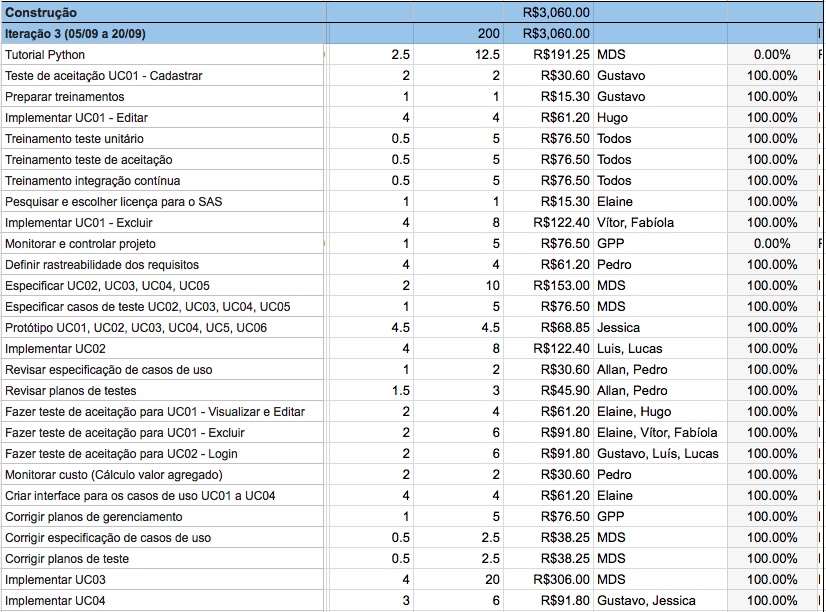 Construção R$3,060.00
Iteração 3 (05/09 a 20/09) 200 R$3,060.00
Tutorial Python 2.5 12.5 R$191.25 MDS 0.00%
Teste de aceitação UC01 - Cadastrar 2 2 R$30.60 Gustavo 100.00%
Preparar treinamentos 1 1 R$15.30 Gustavo 100.00%
Implementar UC01 - Editar 4 4 R$61.20 Hugo 100.00%
Treinamento teste unitário 0.5 5 R$76.50 Todos 100.00%
Treinamento teste de aceitação 0.5 5 R$76.50 Todos 100.00%
Treinamento integração contínua 0.5 5 R$76.50 Todos 100.00%
Pesquisar e escolher licença para o SAS 1 1 R$15.30 Elaine 100.00%
Implementar UC01 - Excluir 4 8 R$122.40 Vítor, Fabíola 100.00%
Monitorar e controlar projeto 1 5 R$76.50 GPP 0.00%
Definir rastreabilidade dos requisitos 4 4 R$61.20 Pedro 100.00%
Especificar UC02, UC03, UC04, UC05 2 10 R$153.00 MDS 100.00%
Especificar casos de teste UC02, UC03, UC04, UC05 1 5 R$76.50 MDS 100.00%
Protótipo UC01, UC02, UC03, UC04, UC5, UC06 4.5 4.5 R$68.85 Jessica 100.00%
Implementar UC02 4 8 R$122.40 Luis, Lucas 100.00%
Revisar especificação de casos de uso 1 2 R$30.60 Allan, Pedro 100.00%
Revisar planos de testes 1.5 3 R$45.90 Allan, Pedro 100.00%
Fazer teste de aceitação para UC01 - Visualizar e Editar 2 4 R$61.20 Elaine, Hugo 100.00%
Fazer teste de aceitação para UC01 - Excluir 2 6 R$91.80 Elaine, Vítor, Fabíola 100.00%
Fazer teste de aceitação para UC02 - Login 2 6 R$91.80 Gustavo, Luís, Lucas 100.00%
Monitorar custo (Cálculo valor agregado) 2 2 R$30.60 Pedro 100.00%
Criar interface para os casos de uso UC01 a UC04 4 4 R$61.20 Elaine 100.00%
Corrigir planos de gerenciamento 1 5 R$76.50 GPP 100.00%
Corrigir especificação de casos de uso 0.5 2.5 R$38.25 MDS 100.00%
Corrigir planos de teste 0.5 2.5 R$38.25 MDS 100.00%
Implementar UC03 4 20 R$306.00 MDS 100.00%
Implementar UC04 3 6 R$91.80 Gustavo, Jessica 100.00%